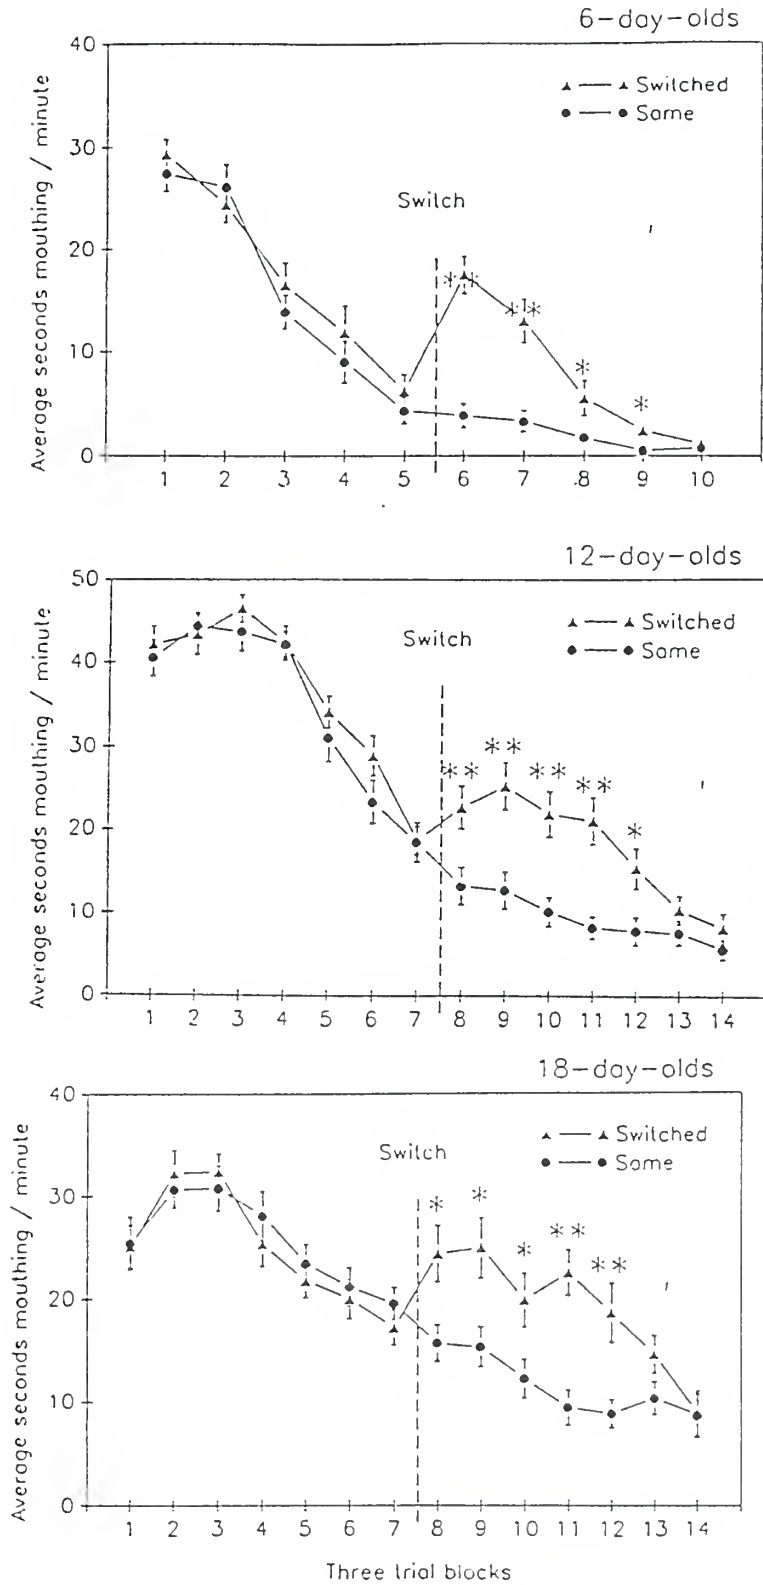 6-day-olds
Average seconds mouthing / minute
40
30
20
10
0
Switched
Same
Switch
** ** * *
1 2 3 4 5 6 7 8 9 10
12-day-olds
Average seconds mouthing / minute
50
40
30
20
10
0
Switched
Same
Switch
** ** ** ** *
1 2 3 4 5 6 7 8 9 10 11 12 13 14
18-day-olds
Average seconds mouthing / minute
40
30
20
10
0
Switched
Same
Switch
* * * ** **
1 2 3 4 5 6 7 8 9 10 11 12 13 14
Three trial blocks